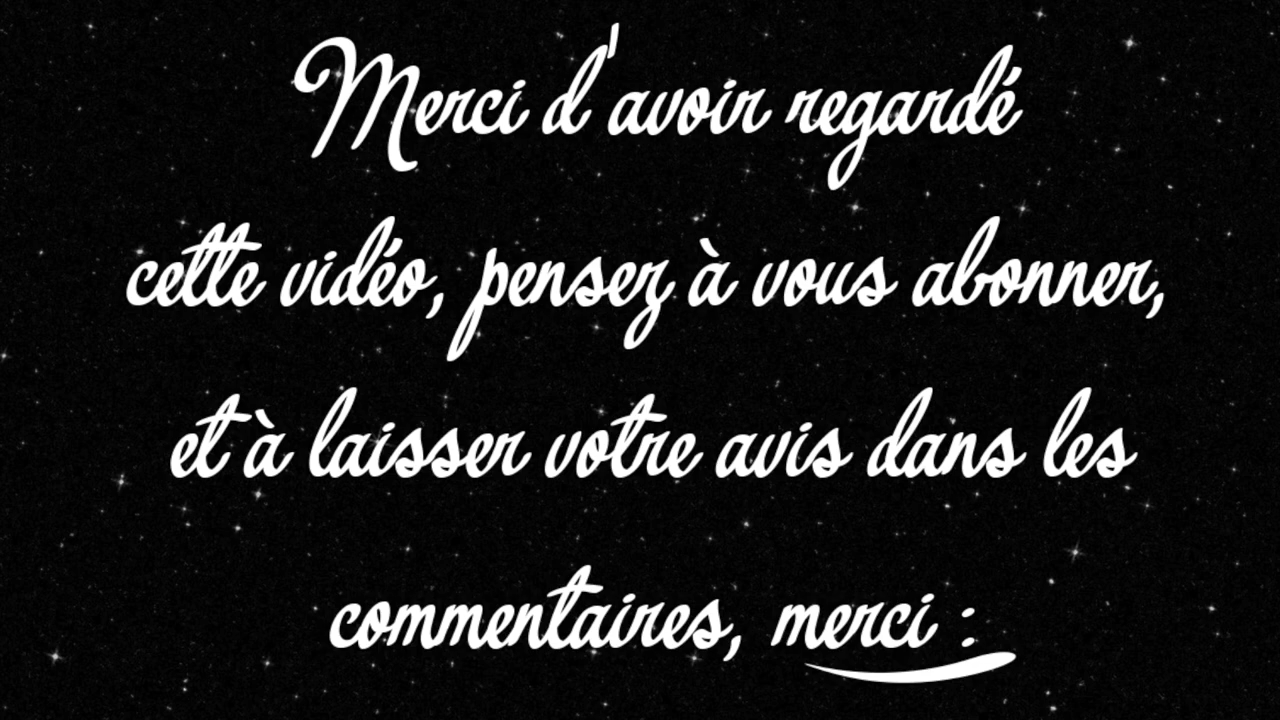 Merci d'avoir regardé
cette vidéo, pensez à vous abonner,
et à laisser votre avis dans les
commentaires, merci :